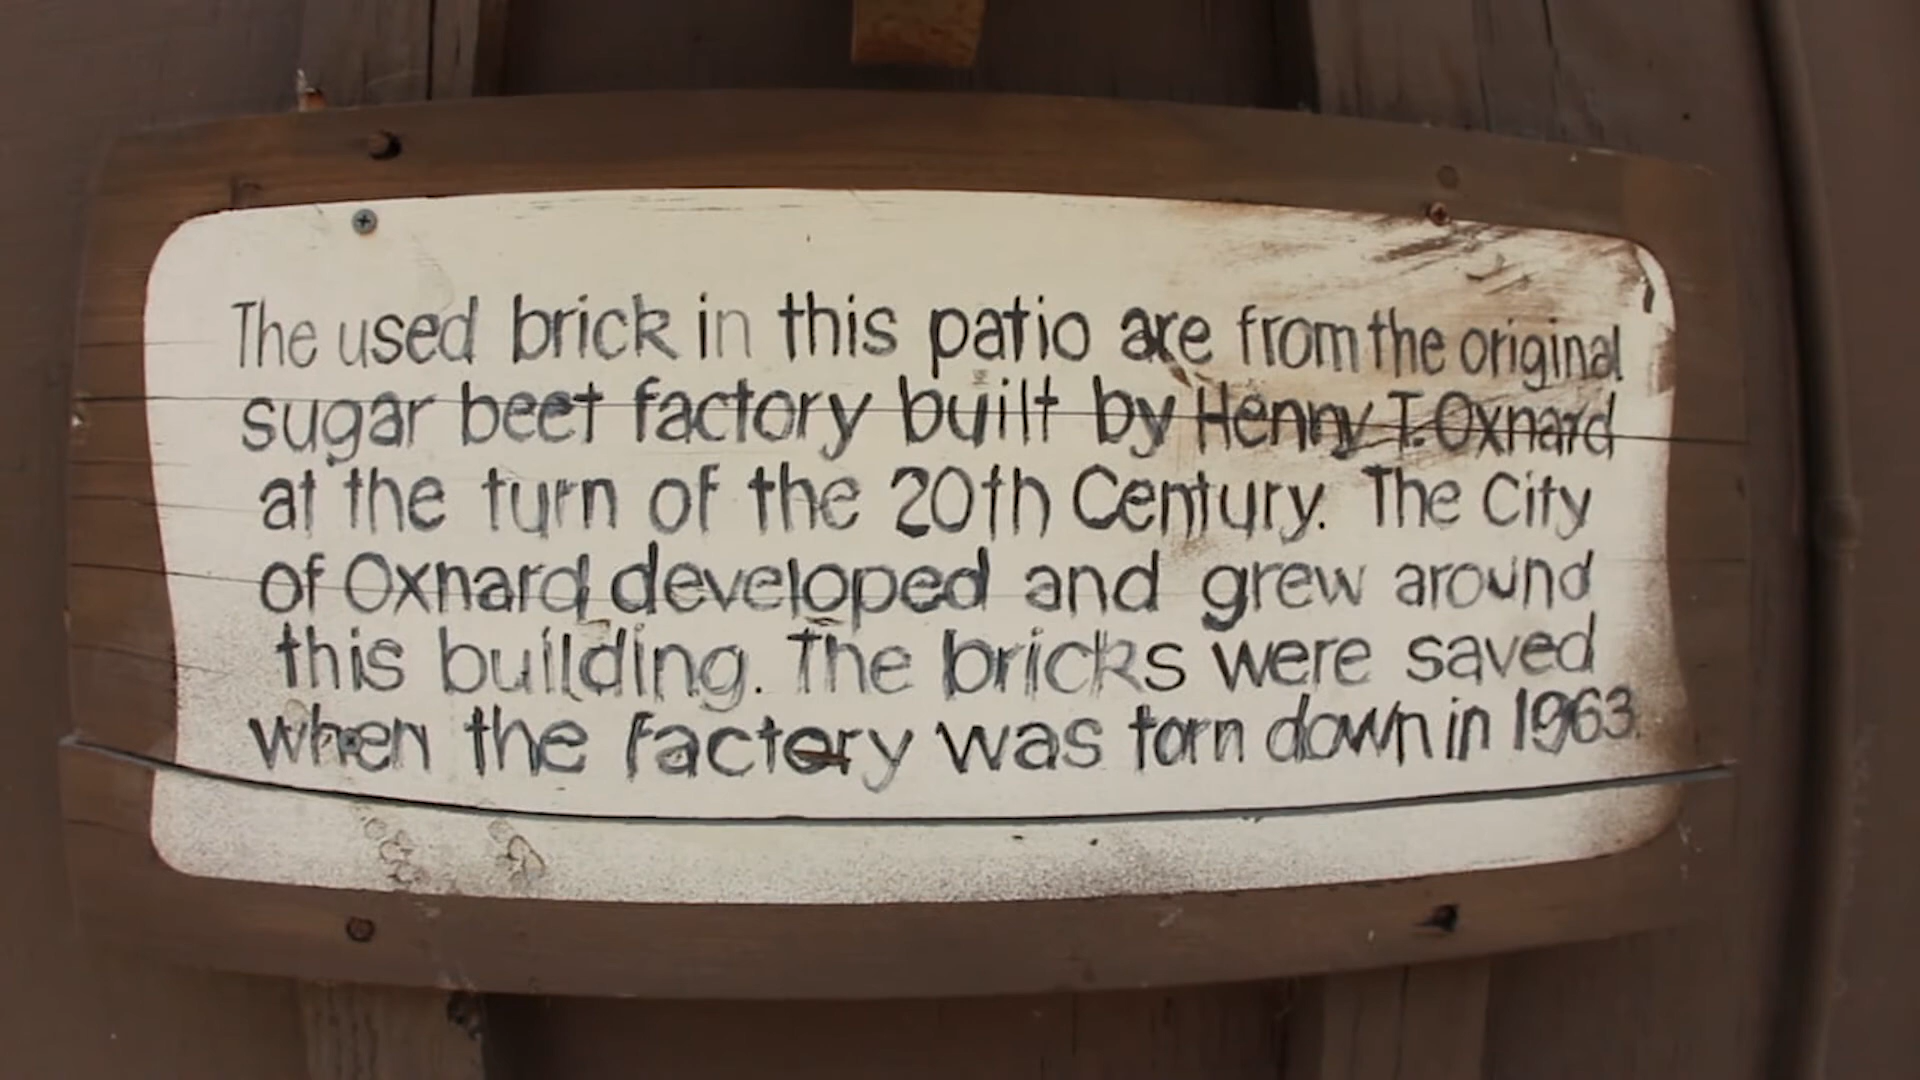 The used brick in this patio are from the original
sugar beet factory built by Henny T. Oxnard
at the turn of the 20th Century. The City
of Oxnard developed and grew around
this building. The bricks were saved
when the factory was torn down in 1963.